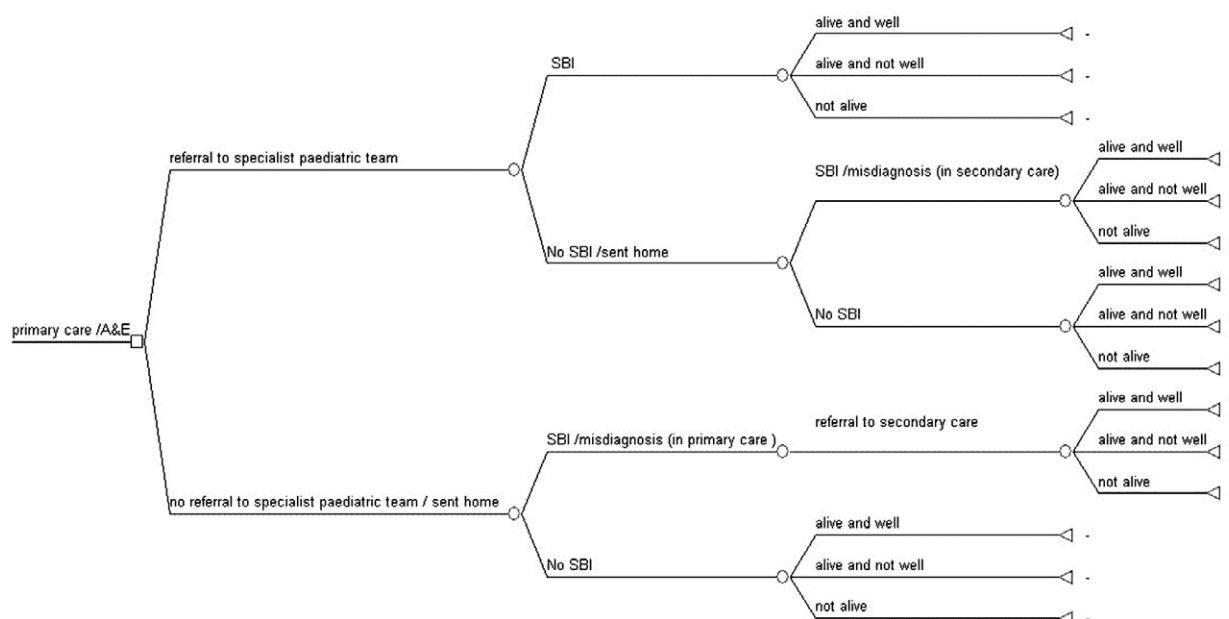 alive and well
SBI
alive and not well
not alive
referral to specialist paediatric team
alive and well
SBI /misdiagnosis (in secondary care)
alive and not well
not alive
No SBI /sent home
alive and well
No SBI
alive and not well
not alive
primary care /A&E
alive and well
referral to secondary care
SBI /misdiagnosis (in primary care )
alive and not well
not alive
no referral to specialist paediatric team / sent home
alive and well
No SBI
alive and not well
not alive